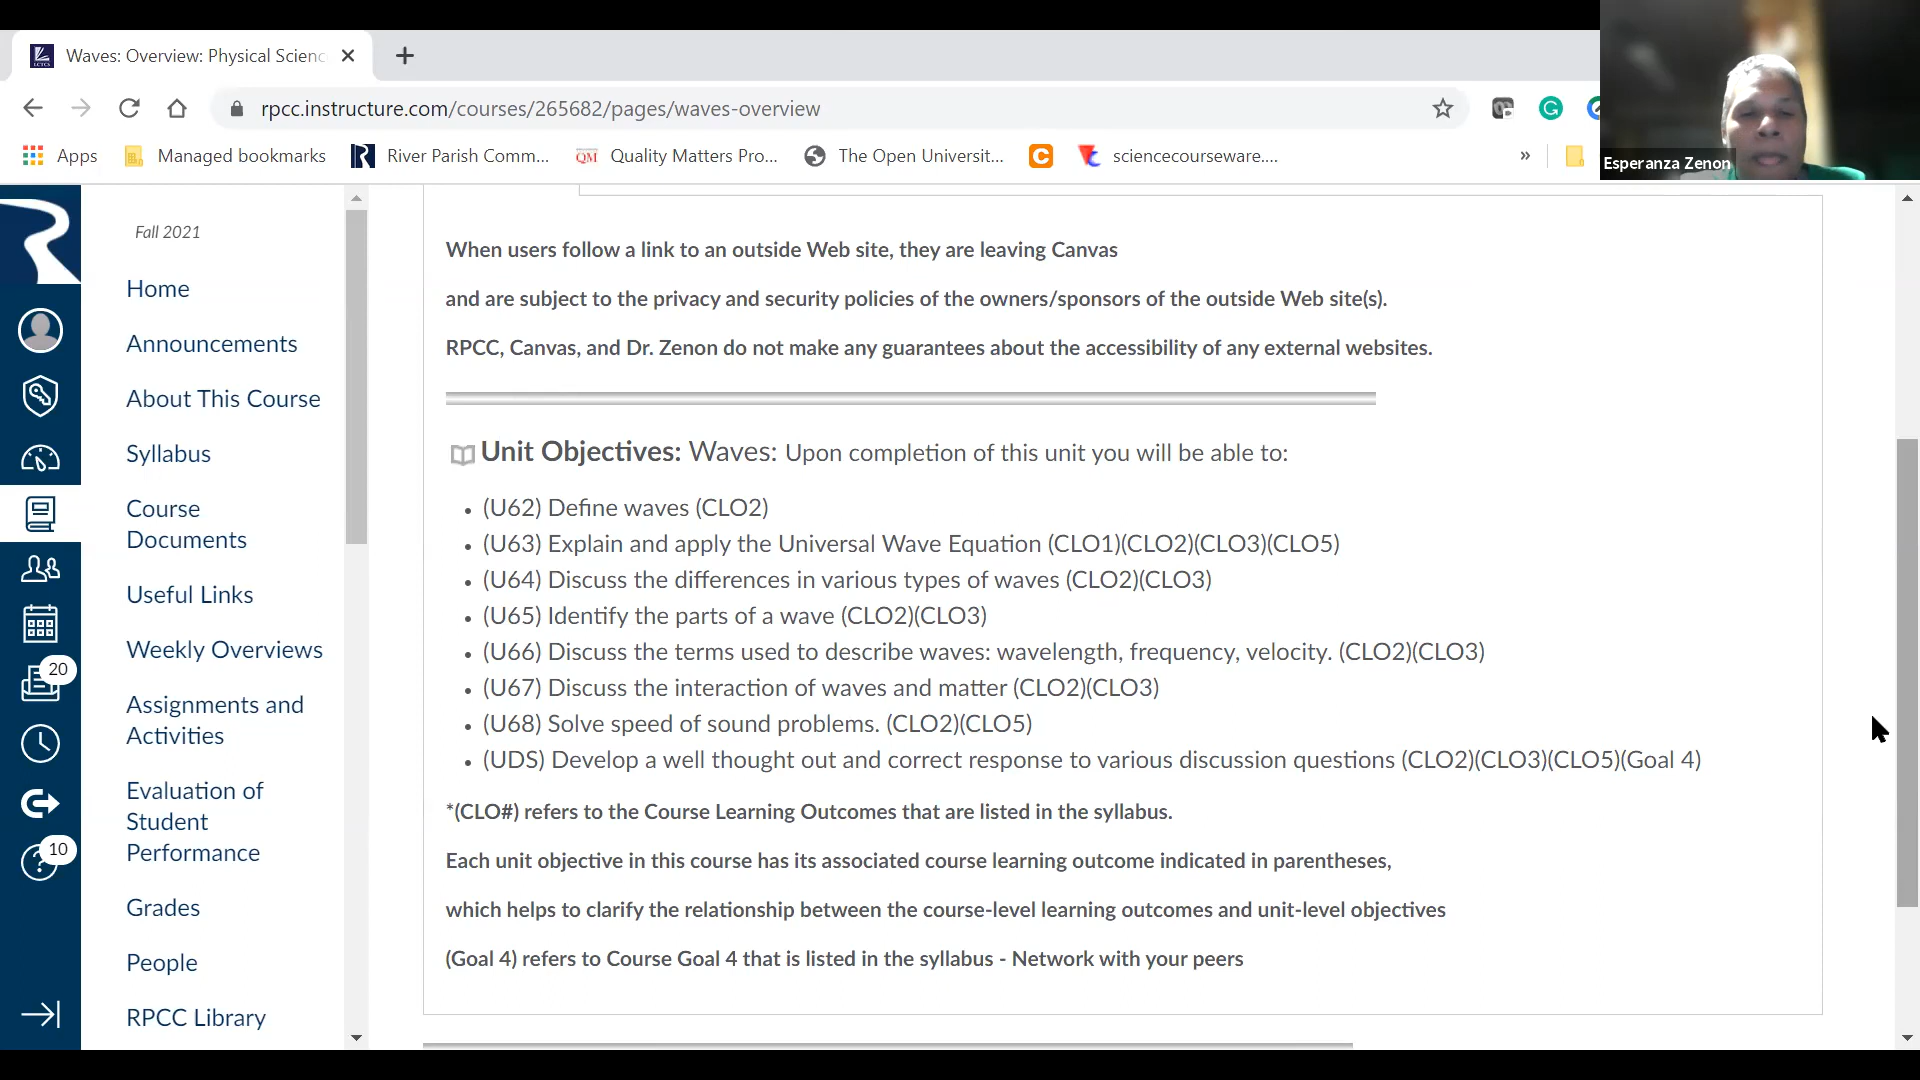 Waves: Overview: Physical Scienc
rpcc.instructure.com/courses/265682/pages/waves-overview
Apps
Managed bookmarks
River Parish Comm...
QM
Quality Matters Pro...
The Open Universit...
sciencecourseware....
»
Esperanza Zenon
Fall 2021
Home
Announcements
About This Course
Syllabus
Course
Documents
Useful Links
Weekly Overviews
Assignments and
Activities
Evaluation of
Student
Performance
Grades
People
RPCC Library
20
10
When users follow a link to an outside Web site, they are leaving Canvas
and are subject to the privacy and security policies of the owners/sponsors of the outside Web site(s).
RPCC, Canvas, and Dr. Zenon do not make any guarantees about the accessibility of any external websites.
Unit Objectives: Waves: Upon completion of this unit you will be able to:
• (U62) Define waves (CLO2)
• (U63) Explain and apply the Universal Wave Equation (CLO1)(CLO2)(CLO3)(CLO5)
• (U64) Discuss the differences in various types of waves (CLO2)(CLO3)
• (U65) Identify the parts of a wave (CLO2)(CLO3)
• (U66) Discuss the terms used to describe waves: wavelength, frequency, velocity. (CLO2)(CLO3)
• (U67) Discuss the interaction of waves and matter (CLO2)(CLO3)
• (U68) Solve speed of sound problems. (CLO2)(CLO5)
• (UDS) Develop a well thought out and correct response to various discussion questions (CLO2)(CLO3)(CLO5)(Goal 4)
*(CLO#) refers to the Course Learning Outcomes that are listed in the syllabus.
Each unit objective in this course has its associated course learning outcome indicated in parentheses,
which helps to clarify the relationship between the course-level learning outcomes and unit-level objectives
(Goal 4) refers to Course Goal 4 that is listed in the syllabus - Network with your peers